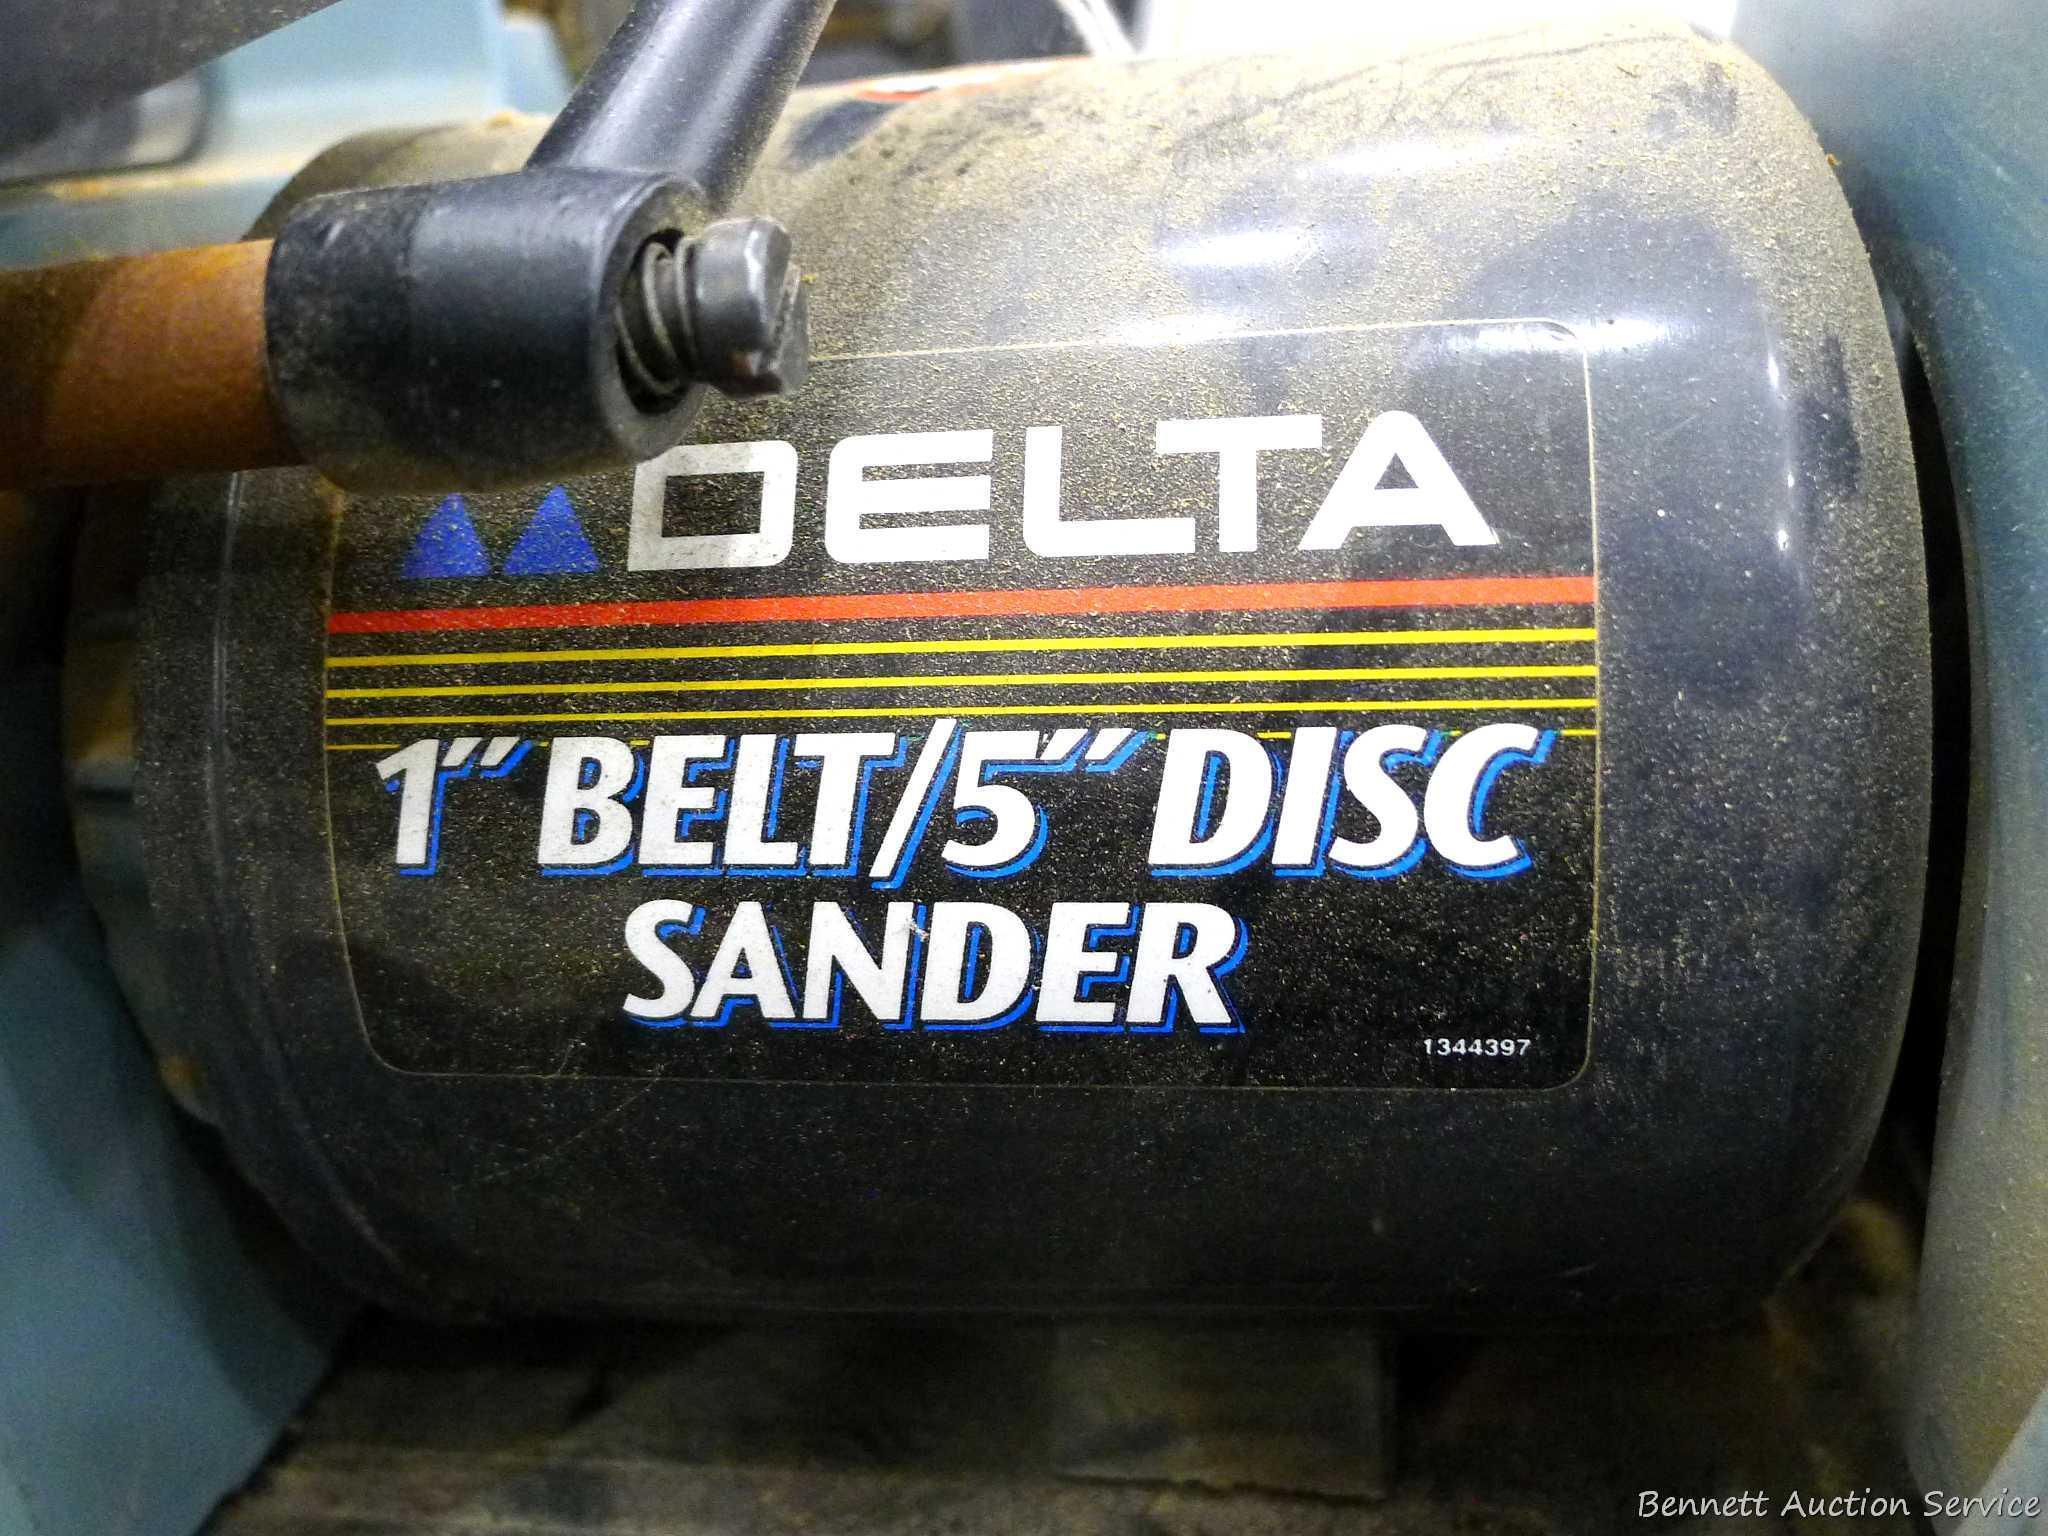 DELTA
1" BELT/5" DISC
SANDER
1344397
Bennett Auction Service